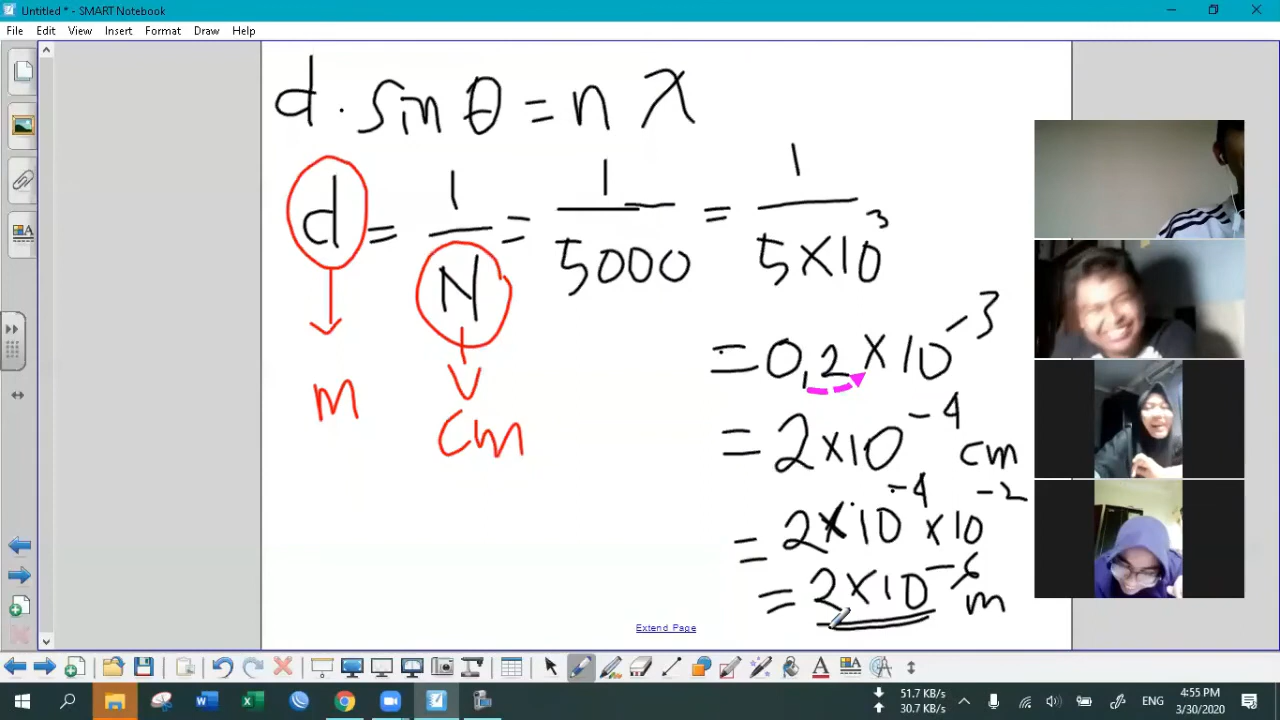 Untitled * - SMART Notebook
File Edit View Insert Format Draw Help
d . sin θ = n λ
d = 1/N = 1/5000 = 1/5×10³
m
cm
= 0,2 × 10⁻³
= 2×10⁻⁴ cm
= 2×10⁻⁴ × 10⁻²
= 2×10⁻⁶ m
Extend Page
51.7 KB/s
30.7 KB/s
ENG
4:55 PM
3/30/2020